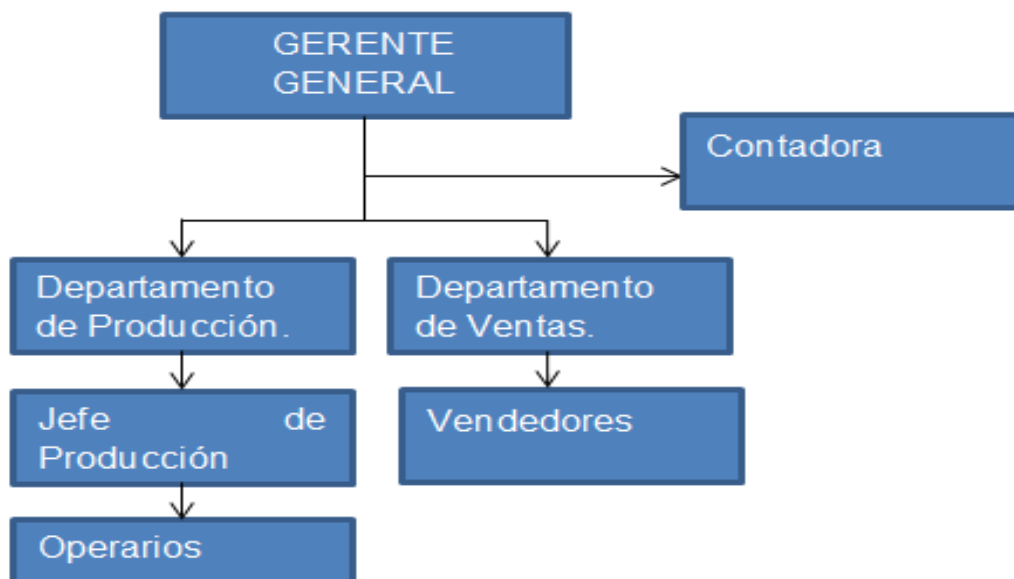 GERENTE
GENERAL
Contadora
Departamento
de Producción.
Departamento
de Ventas.
Jefe de
Producción
Vendedores
Operarios